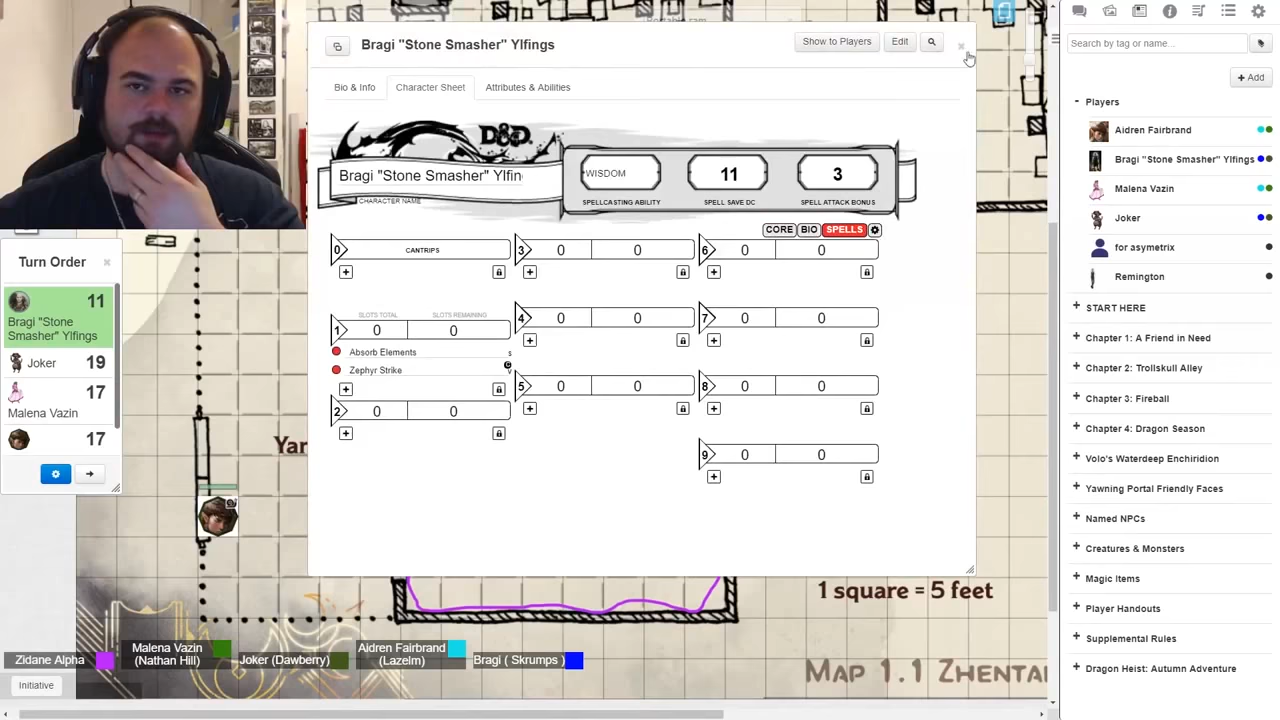 Bragi "Stone Smasher" Ylfings
Show to Players
Edit
Bio & Info
Character Sheet
Attributes & Abilities
D&D
Bragi "Stone Smasher" Ylfin
CHARACTER NAME
WISDOM
SPELLCASTING ABILITY
11
SPELL SAVE DC
3
SPELL ATTACK BONUS
CORE
BIO
SPELLS
0
CANTRIPS
SLOTS TOTAL
SLOTS REMAINING
1 0 0
Absorb Elements
s
Zephyr Strike
v
2 0 0
3 0 0
4 0 0
5 0 0
6 0 0
7 0 0
8 0 0
9 0 0
Turn Order
11
Bragi "Stone
Smasher" Ylfings
Joker 19
17
Malena Vazin
17
Yar
1 square = 5 feet
Map 1.1 Zhenta
Zidane Alpha
Malena Vazin
(Nathan Hill)
Joker (Dawberry)
Aidren Fairbrand
(Lazelm)
Bragi ( Skrumps )
Initiative
Search by tag or name...
+ Add
Players
Aidren Fairbrand
Bragi "Stone Smasher" Ylfings
Malena Vazin
Joker
for asymetrix
Remington
START HERE
Chapter 1: A Friend in Need
Chapter 2: Trollskull Alley
Chapter 3: Fireball
Chapter 4: Dragon Season
Volo's Waterdeep Enchiridion
Yawning Portal Friendly Faces
Named NPCs
Creatures & Monsters
Magic Items
Player Handouts
Supplemental Rules
Dragon Heist: Autumn Adventure